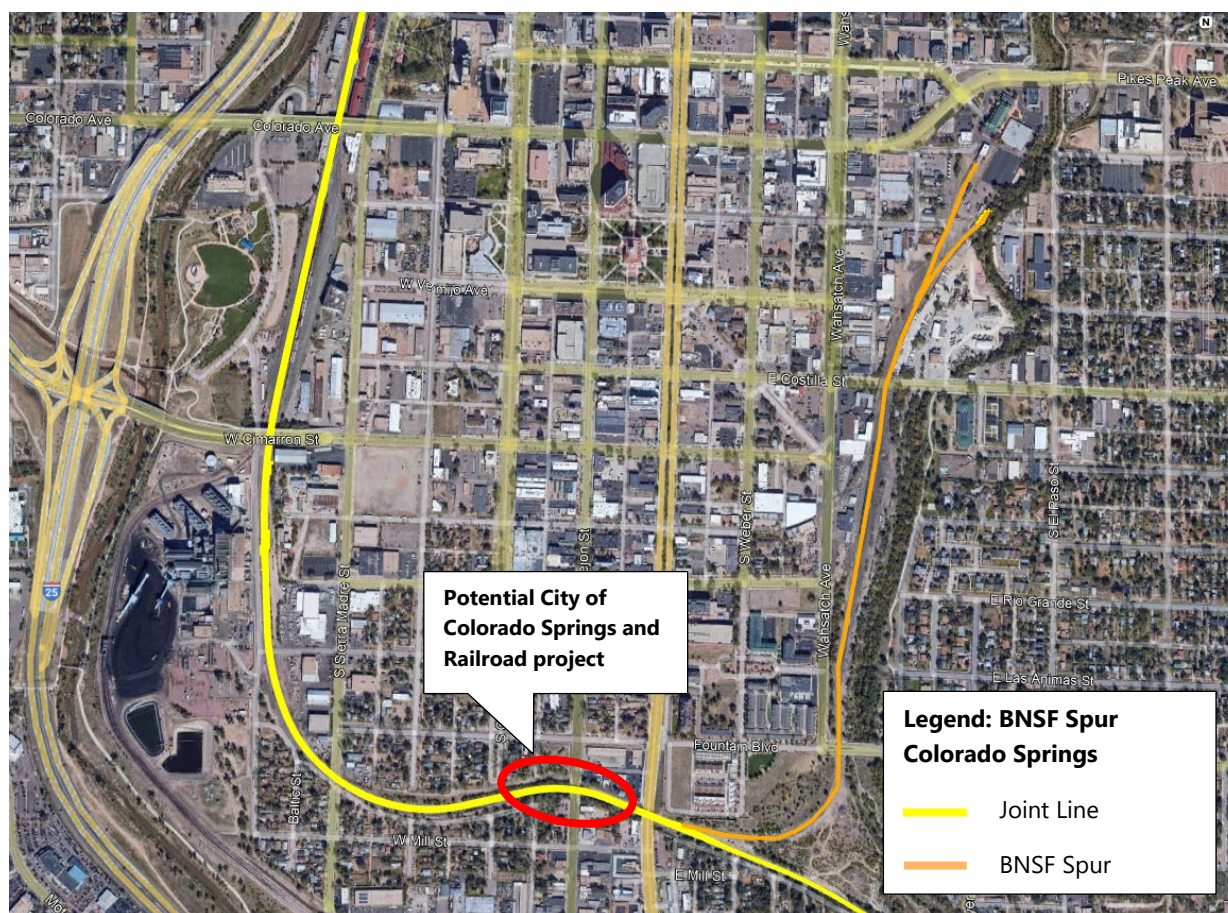 N
Pikes Peak Ave
Colorado Ave
Colorado Ave
W Vermijo Ave
Wahsatch Ave
E Costilla St
W Cimarron St
S El Paso St
S Weber St
25
S Sierra Madre St
Wahsatch Ave
E Rio Grande St
E Las Animas St
Potential City of
Colorado Springs and
Railroad project
Fountain Blvd
Baltic St
W Mill St
E Mill St
Legend: BNSF Spur
Colorado Springs
Joint Line
BNSF Spur